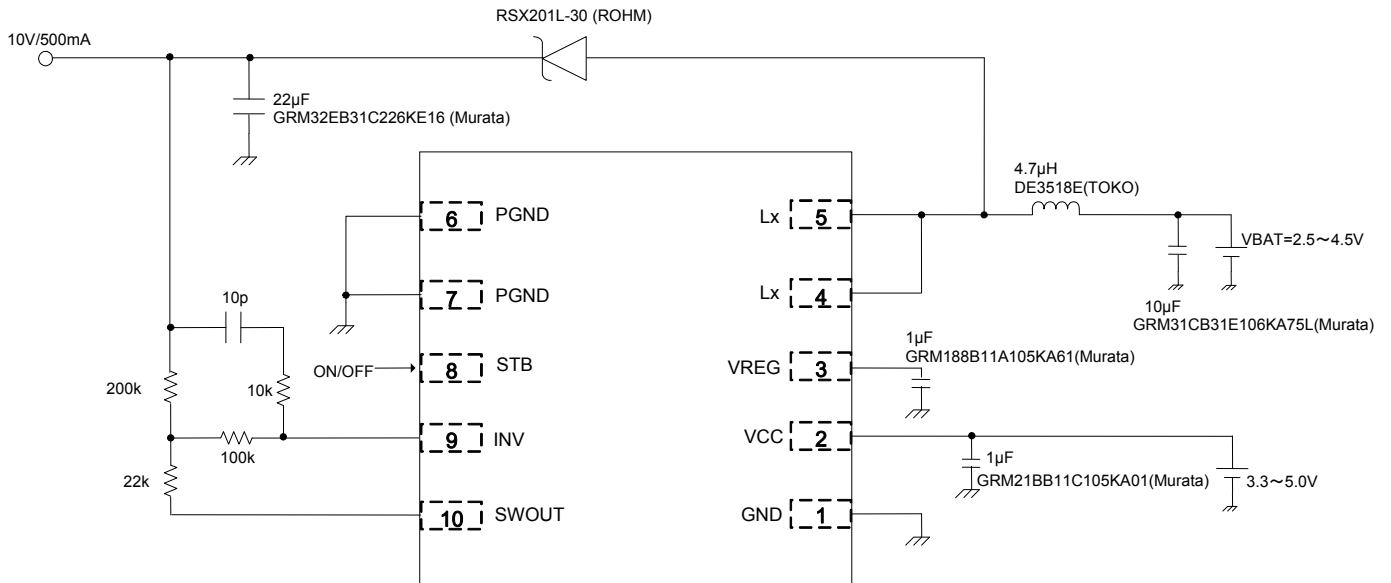 RSX201L-30 (ROHM)
10V/500mA
22µF
GRM32EB31C226KE16 (Murata)
4.7µH
DE3518E(TOKO)
6 PGND
Lx 5
VBAT=2.5～4.5V
7 PGND
Lx 4
10p
10µF
GRM31CB31E106KA75L(Murata)
1µF
GRM188B11A105KA61(Murata)
ON/OFF
8 STB
VREG 3
200k
10k
9 INV
VCC 2
100k
1µF
GRM21BB11C105KA01(Murata)
3.3～5.0V
22k
10 SWOUT
GND 1